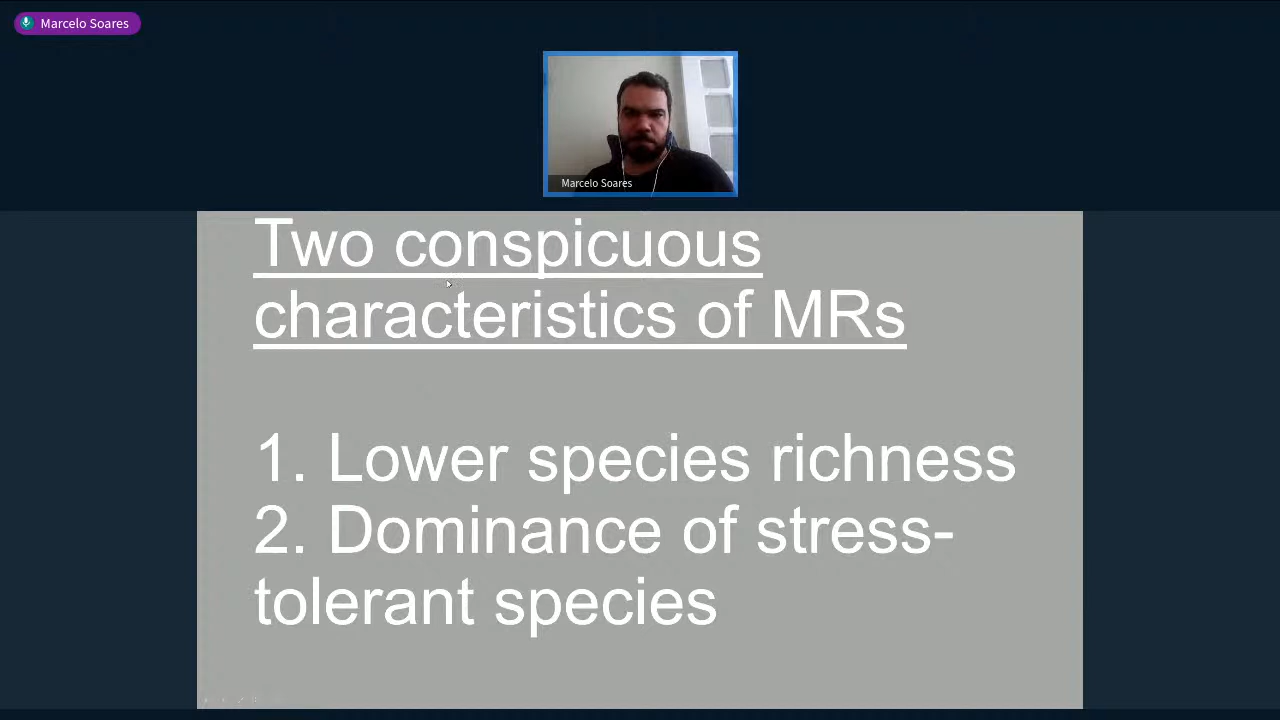 Marcelo Soares
Marcelo Soares
Two conspicuous
characteristics of MRs
1. Lower species richness
2. Dominance of stress-
tolerant species